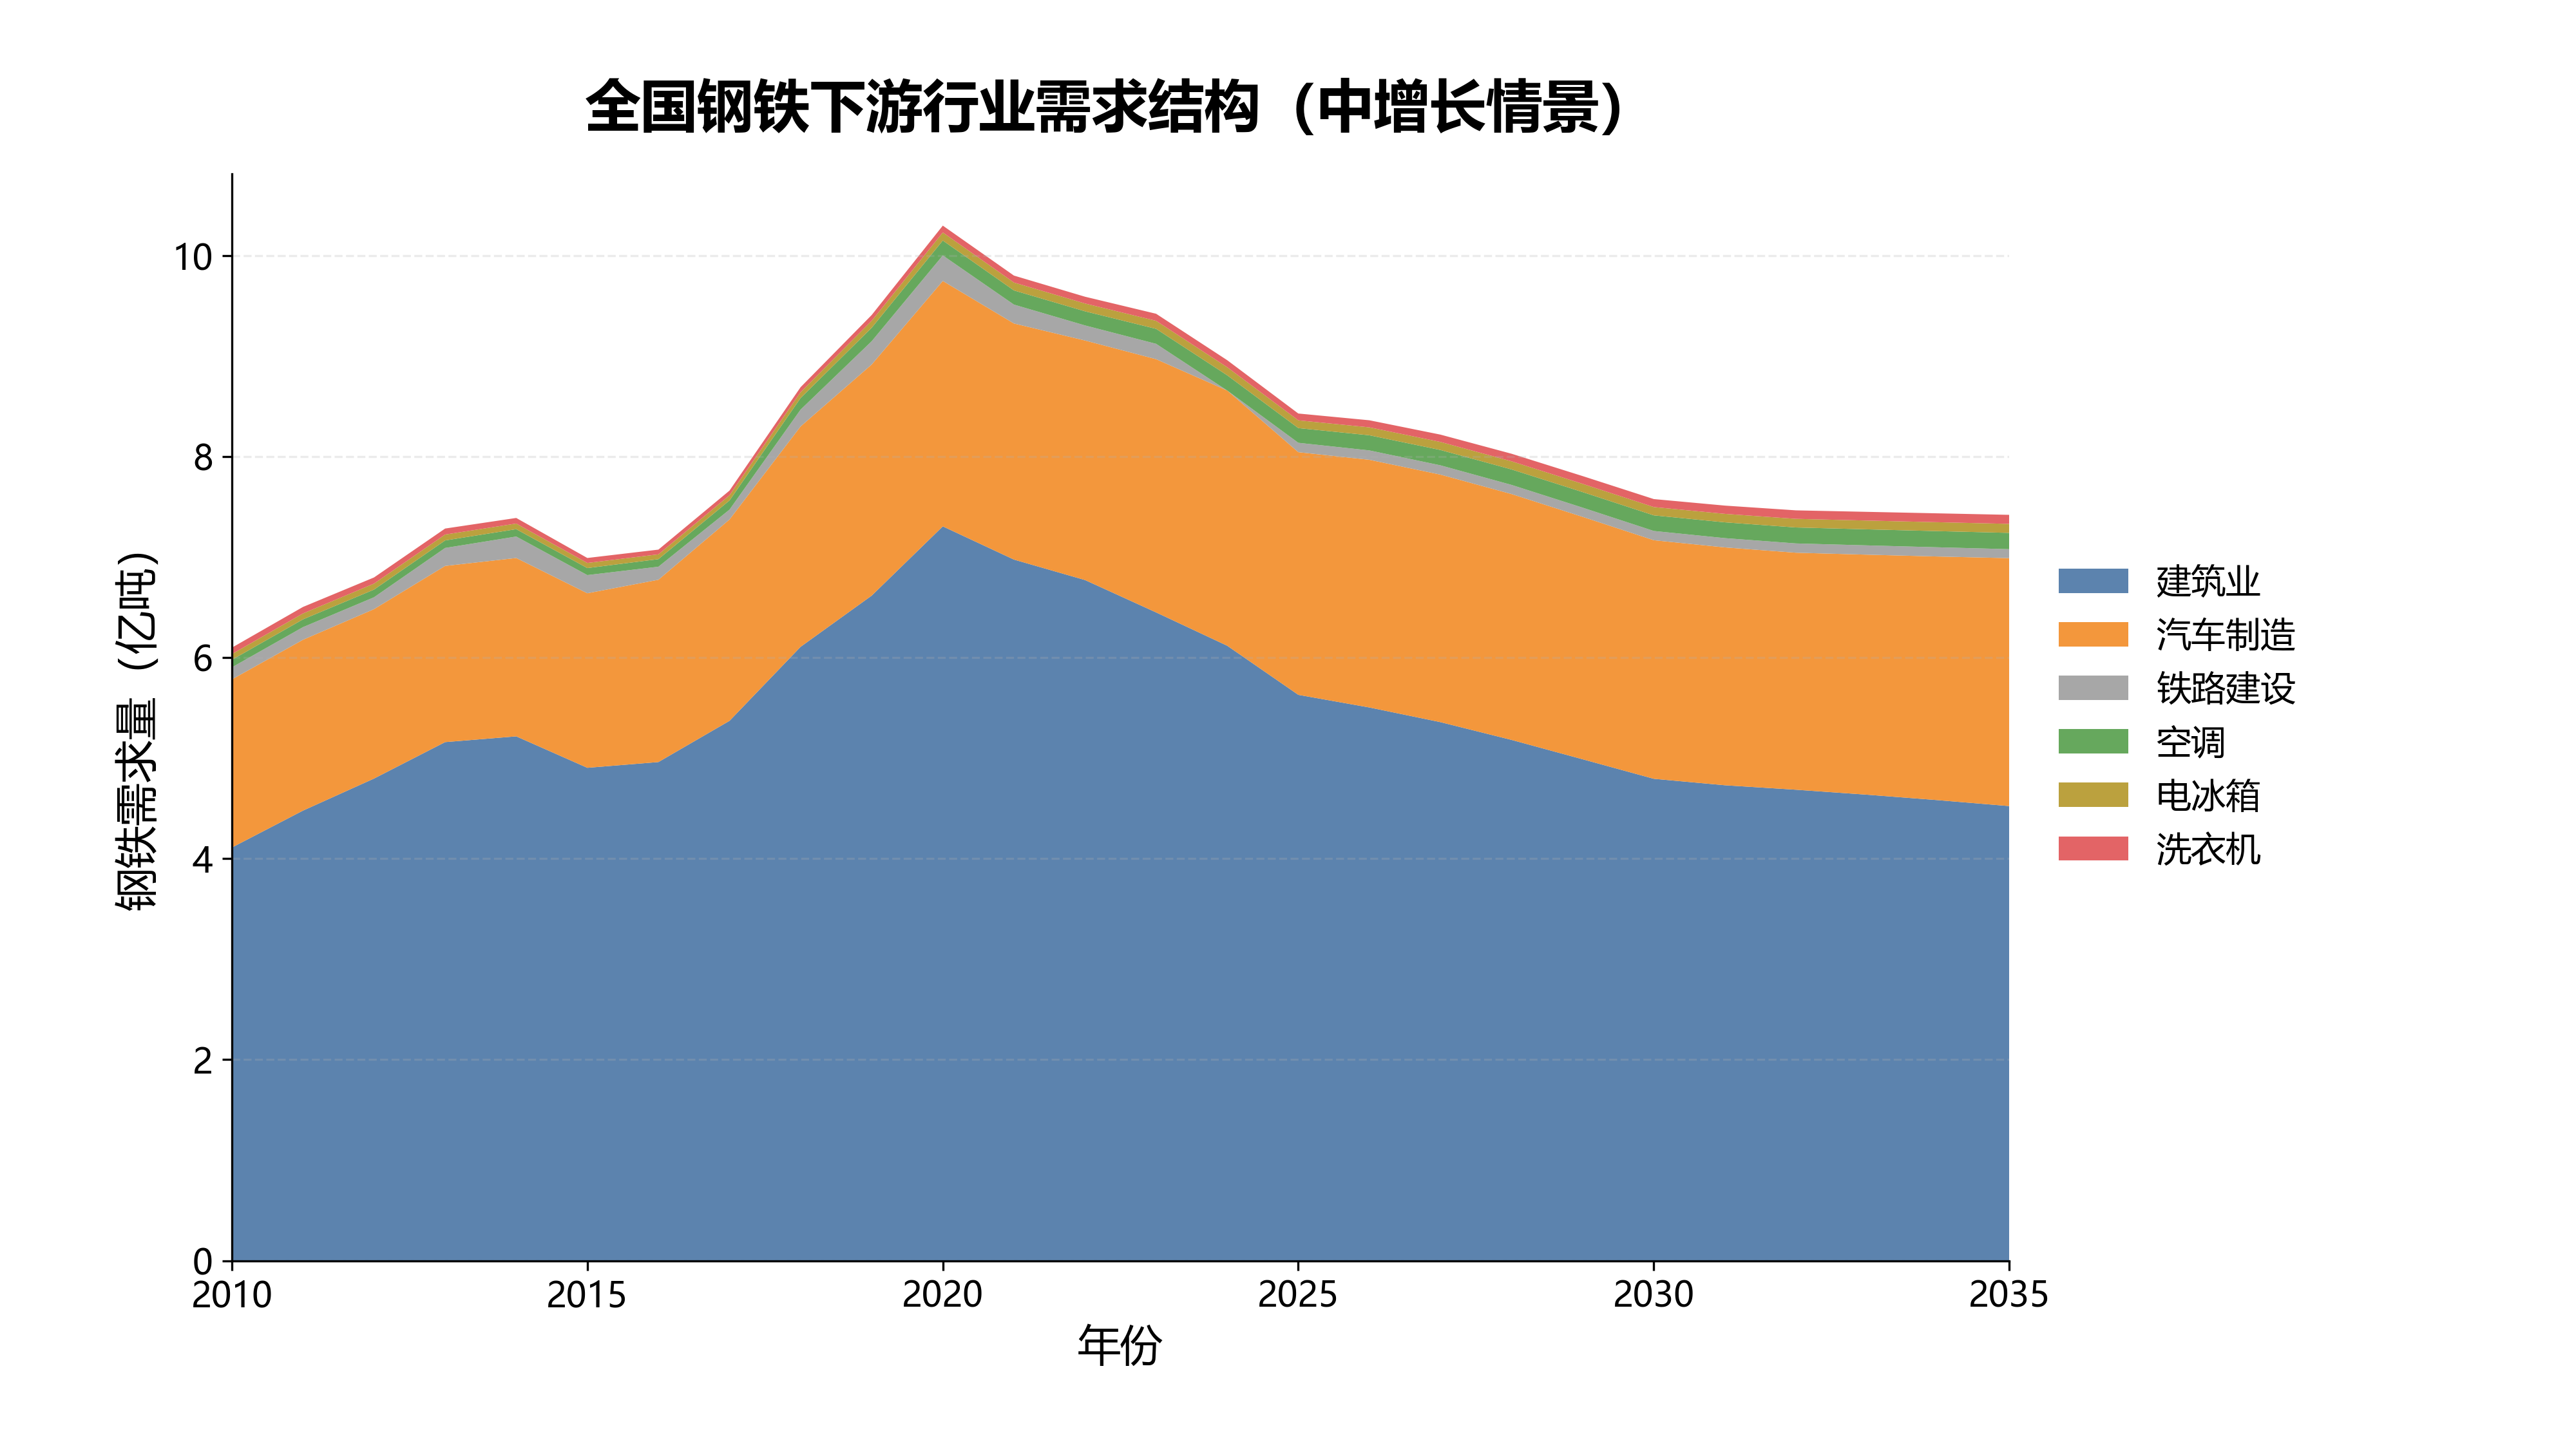 全国钢铁下游行业需求结构（中增长情景）
钢铁需求量（亿吨）
10
8
6
4
2
0
2010
2015
2020
2025
2030
2035
年份
建筑业
汽车制造
铁路建设
空调
电冰箱
洗衣机